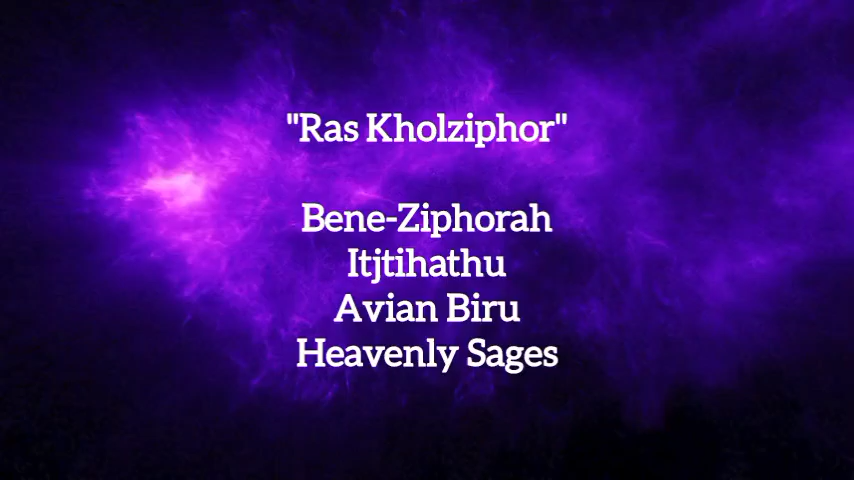 "Ras Kholziphor"
Bene-Ziphorah
Itjtihathu
Avian Biru
Heavenly Sages